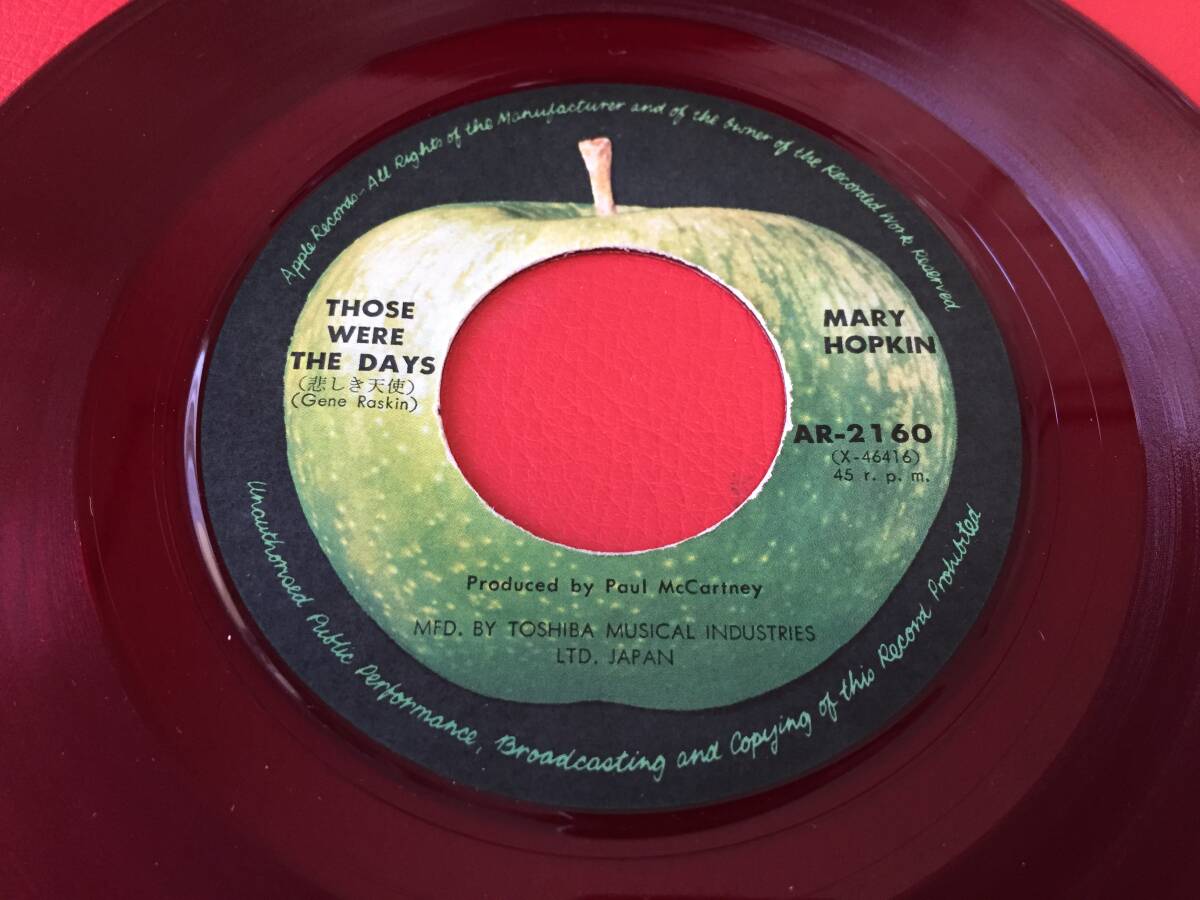 Apple Records-All Rights of the Manufacturer and of the Owner of the Recorded Work Reserved
THOSE
WERE
THE DAYS
(悲しき天使)
(Gene Raskin)
MARY
HOPKIN
AR-2160
(X-46416)
45 r. p. m.
Produced by Paul McCartney
MFD. BY TOSHIBA MUSICAL INDUSTRIES
LTD. JAPAN
Unauthorised Public Performance, Broadcasting and Copying of this Record Prohibited